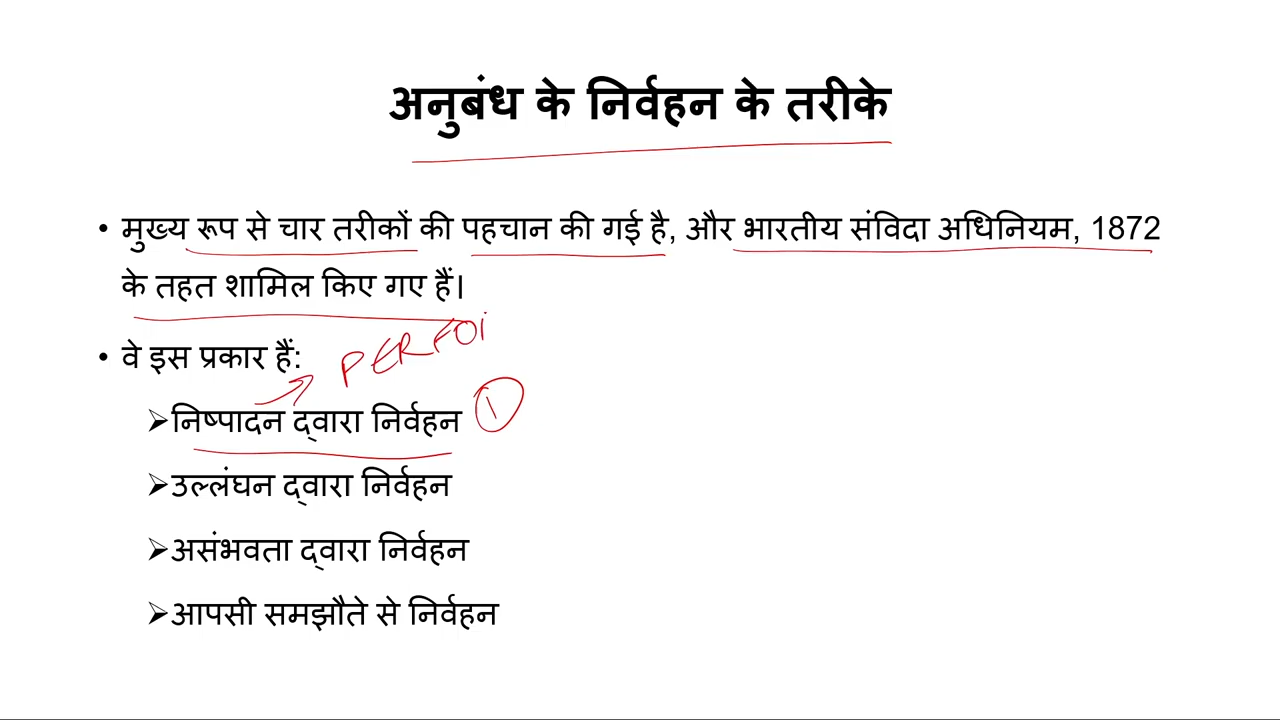 अनुबंध के निर्वहन के तरीके
• मुख्य रूप से चार तरीकों की पहचान की गई है, और भारतीय संविदा अधिनियम, 1872
के तहत शामिल किए गए हैं।
• वे इस प्रकार हैं:
PERFOI
➢निष्पादन द्वारा निर्वहन 1
➢उल्लंघन द्वारा निर्वहन
➢असंभवता द्वारा निर्वहन
➢आपसी समझौते से निर्वहन